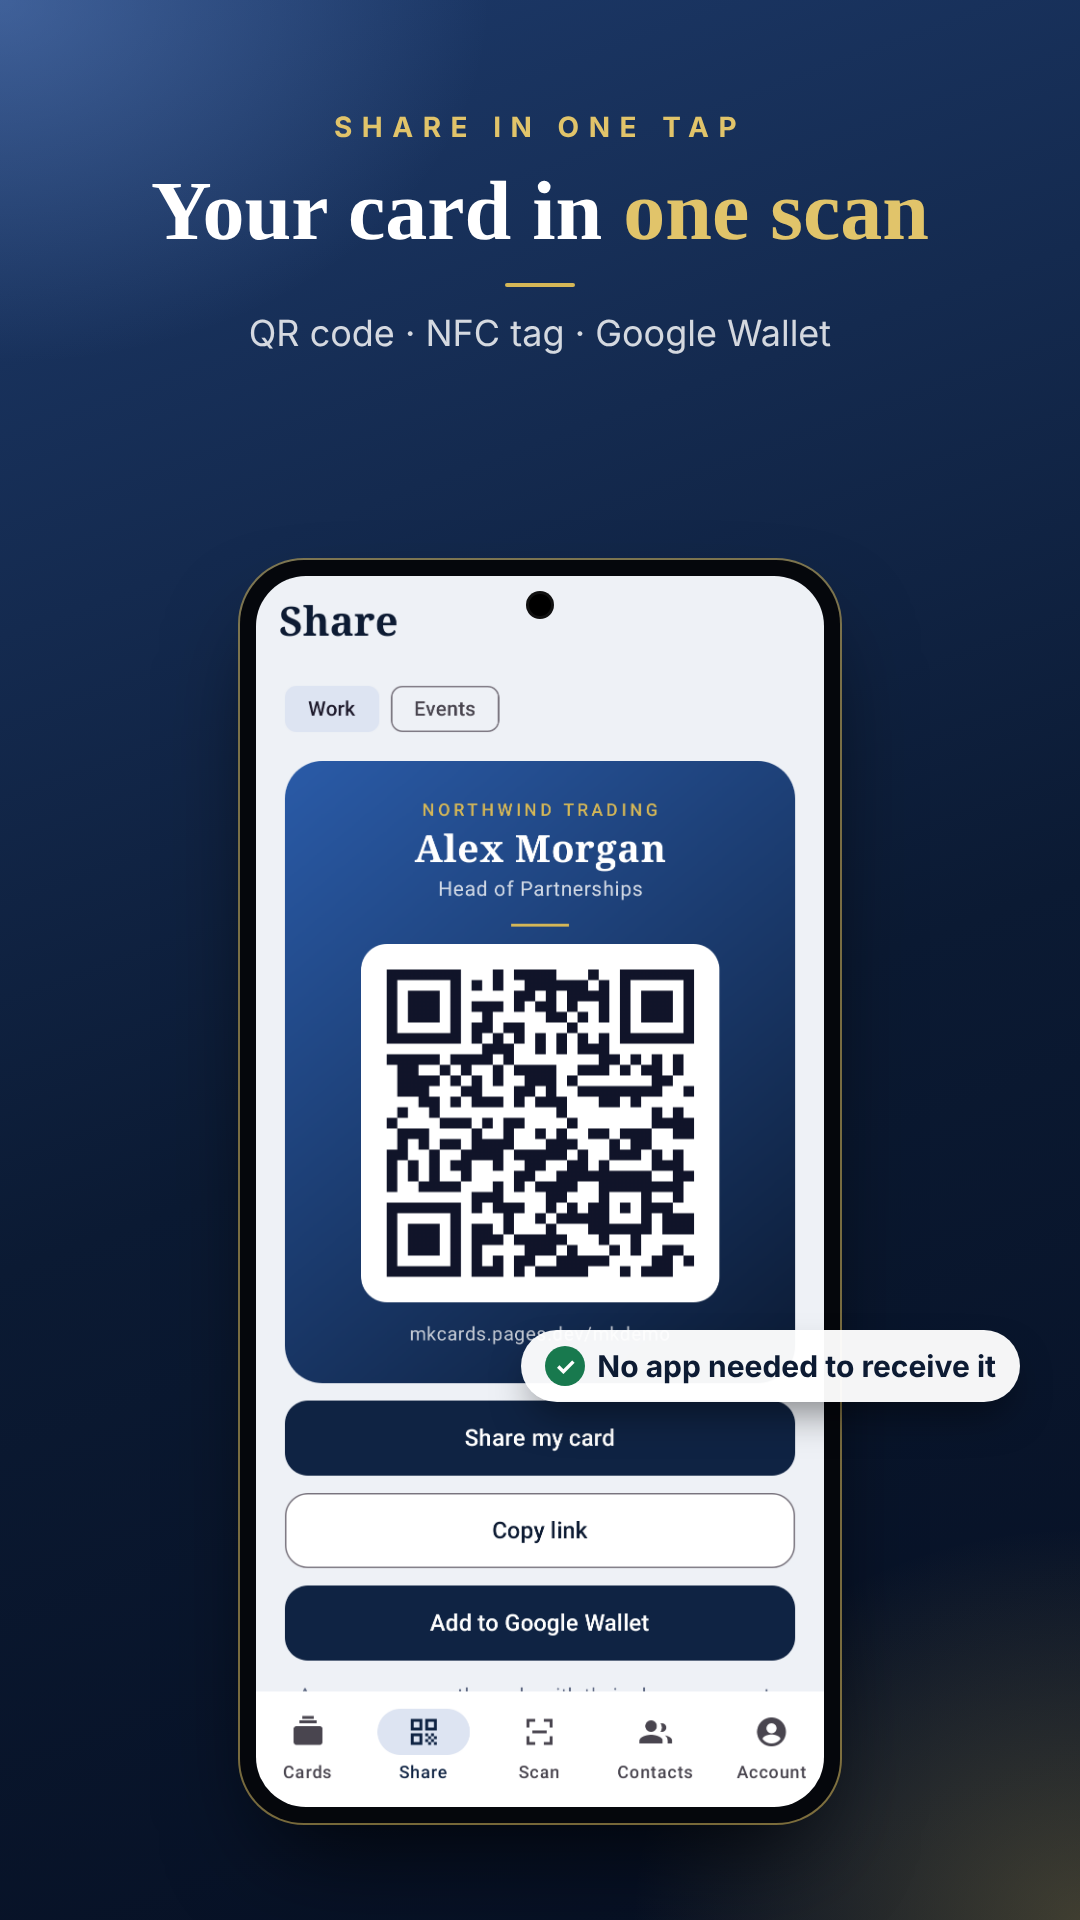 SHARE IN ONE TAP
Your card in one scan
QR code · NFC tag · Google Wallet
Share
Work
Events
NORTHWIND TRADING
Alex Morgan
Head of Partnerships
mkcards.pages.dev/mkdemo
No app needed to receive it
Share my card
Copy link
Add to Google Wallet
Cards
Share
Scan
Contacts
Account